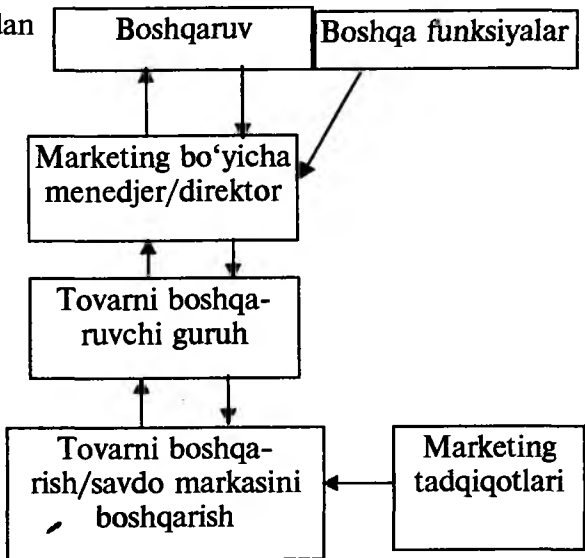 dan
Boshqaruv
Boshqa funksiyalar
Marketing bo‘yicha
menedjer/direktor
Tovarni boshqa-
ruvchi guruh
Tovarni boshqa-
rish/savdo markasini
boshqarish
Marketing
tadqiqotlari